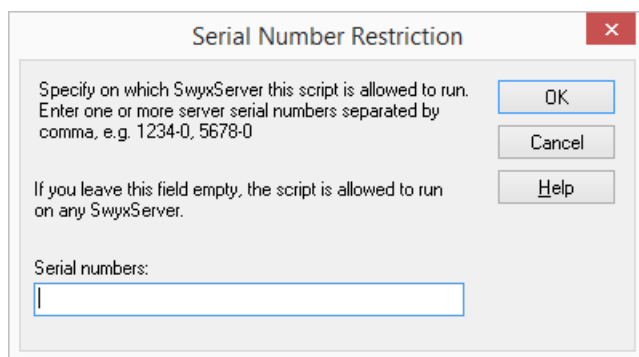 Serial Number Restriction
Specify on which SwyxServer this script is allowed to run.
Enter one or more server serial numbers separated by
comma, e.g. 1234-0, 5678-0
OK
Cancel
Help
If you leave this field empty, the script is allowed to run
on any SwyxServer.
Serial numbers: